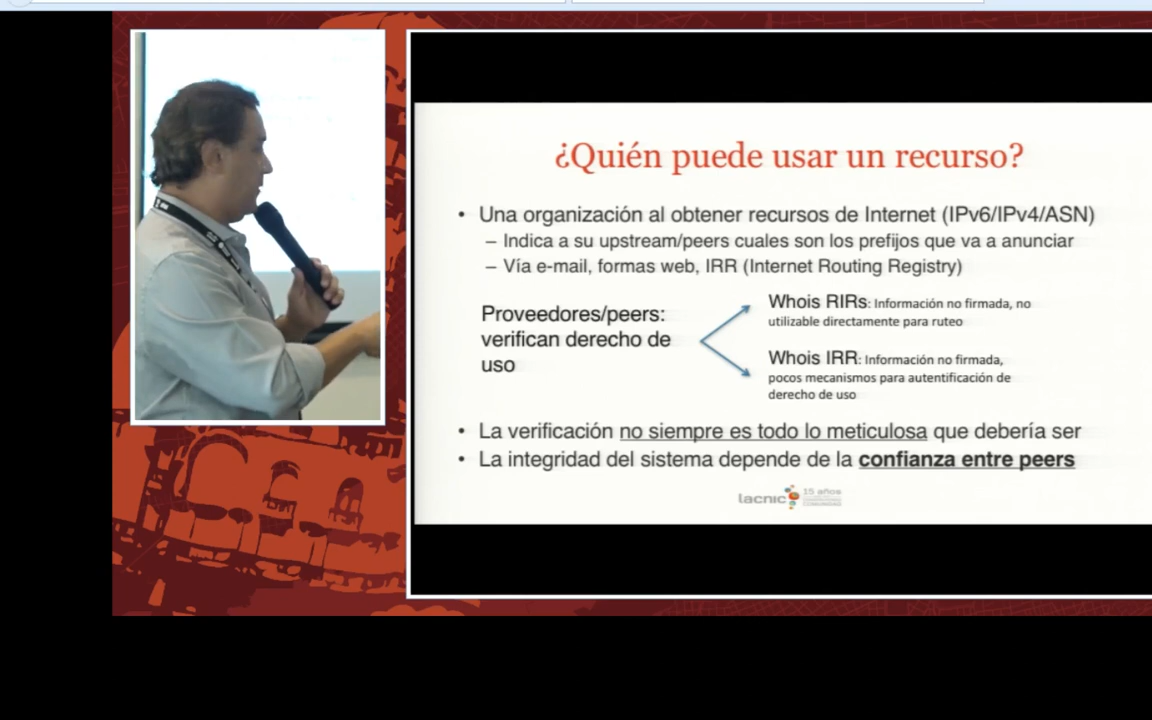 ¿Quién puede usar un recurso?
• Una organización al obtener recursos de Internet (IPv6/IPv4/ASN)
– Indica a su upstream/peers cuales son los prefijos que va a anunciar
– Vía e-mail, formas web, IRR (Internet Routing Registry)
Proveedores/peers:
verifican derecho de
uso
Whois RIRs: Información no firmada, no
utilizable directamente para ruteo
Whois IRR: Información no firmada,
pocos mecanismos para autentificación de
derecho de uso
• La verificación no siempre es todo lo meticulosa que debería ser
• La integridad del sistema depende de la confianza entre peers
lacnic 15 años